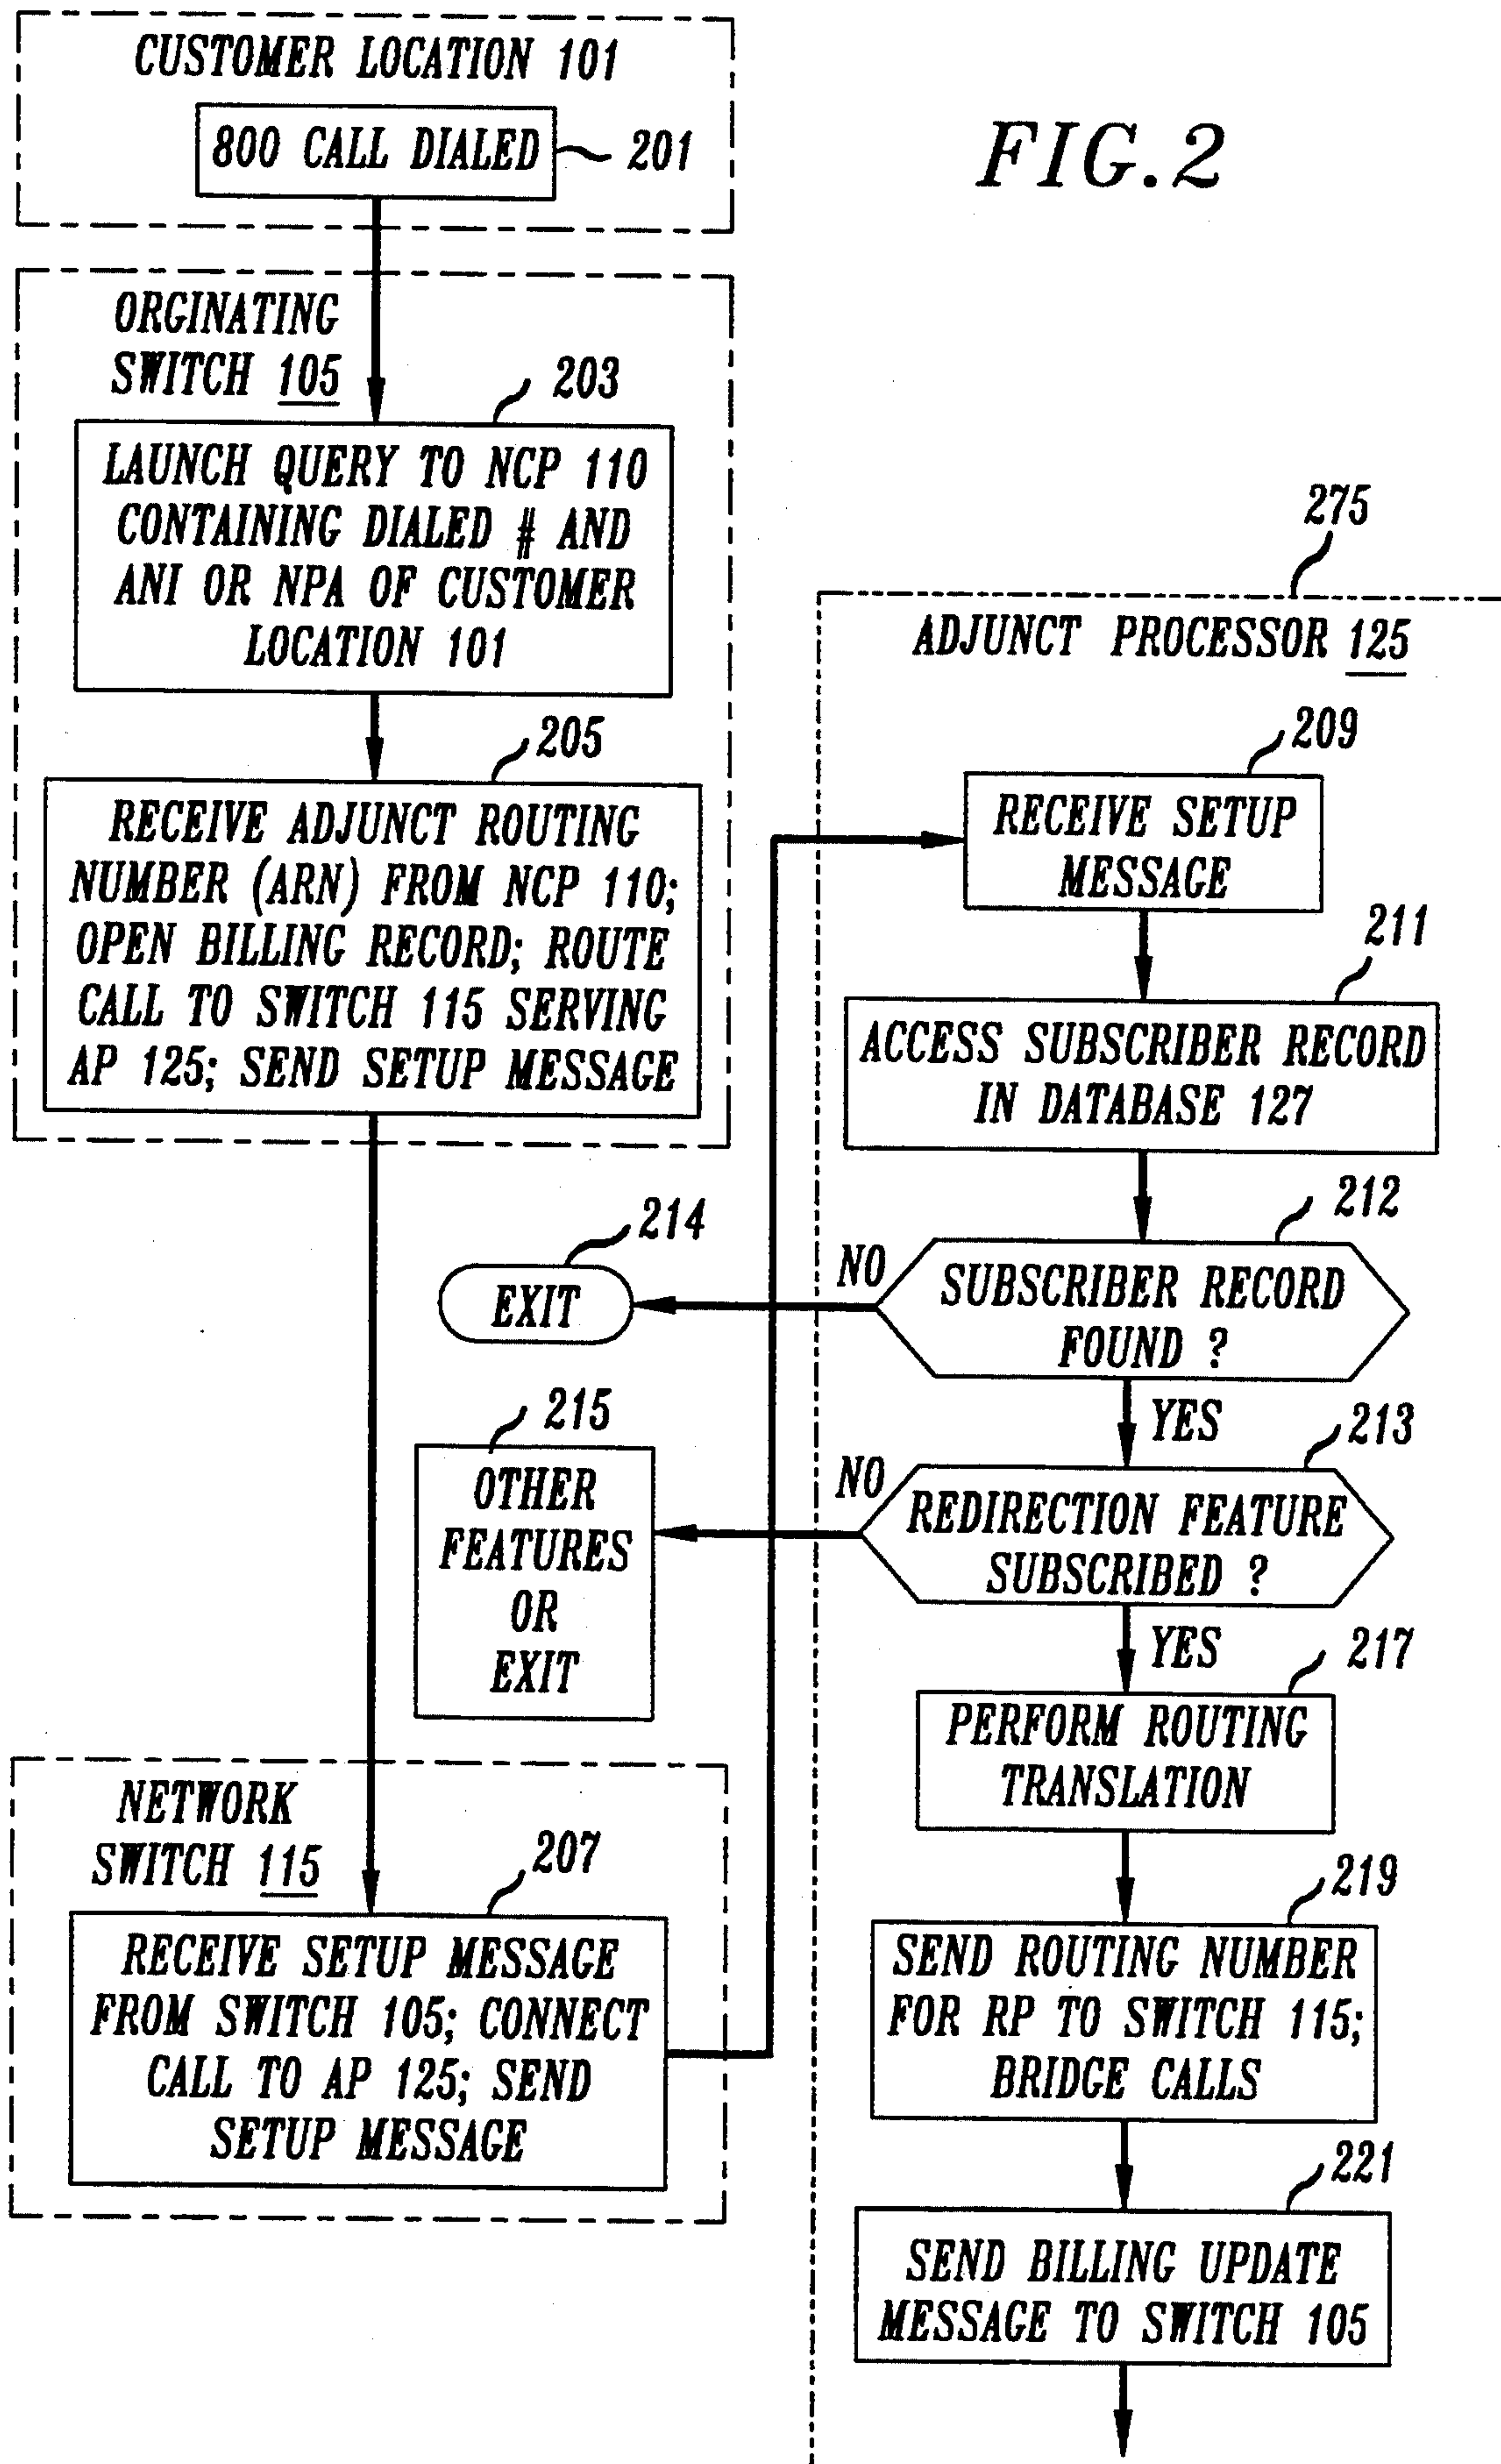 CUSTOMER LOCATION 101
800 CALL DIALED
201
FIG.2
ORGINATING
SWITCH 105
203
LAUNCH QUERY TO NCP 110
CONTAINING DIALED # AND
ANI OR NPA OF CUSTOMER
LOCATION 101
205
RECEIVE ADJUNCT ROUTING
NUMBER (ARN) FROM NCP 110;
OPEN BILLING RECORD; ROUTE
CALL TO SWITCH 115 SERVING
AP 125; SEND SETUP MESSAGE
275
ADJUNCT PROCESSOR 125
209
RECEIVE SETUP
MESSAGE
211
ACCESS SUBSCRIBER RECORD
IN DATABASE 127
212
SUBSCRIBER RECORD
FOUND ?
NO
214
EXIT
YES
213
REDIRECTION FEATURE
SUBSCRIBED ?
NO
215
OTHER
FEATURES
OR
EXIT
YES
217
PERFORM ROUTING
TRANSLATION
NETWORK
SWITCH 115
207
RECEIVE SETUP MESSAGE
FROM SWITCH 105; CONNECT
CALL TO AP 125; SEND
SETUP MESSAGE
219
SEND ROUTING NUMBER
FOR RP TO SWITCH 115;
BRIDGE CALLS
221
SEND BILLING UPDATE
MESSAGE TO SWITCH 105